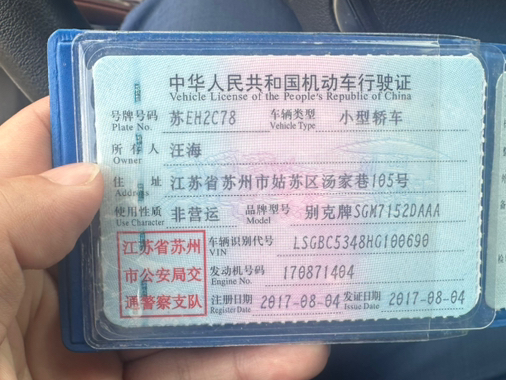 中华人民共和国机动车行驶证
Vehicle License of the People's Republic of China
号牌号码 苏EH2C78 车辆类型 小型轿车
Plate No. Vehicle Type
所有人 汪海
Owner
住址 江苏省苏州市姑苏区汤家巷105号
Address
使用性质 非营运 品牌型号 别克牌SGM7152DAAA
Use Character Model
江苏省苏州
市公安局交
通警察支队
车辆识别代号 LSGBC5348HG100690
VIN
发动机号码 170871404
Engine No.
注册日期 2017-08-04 发证日期 2017-08-04
Register Date Issue Date